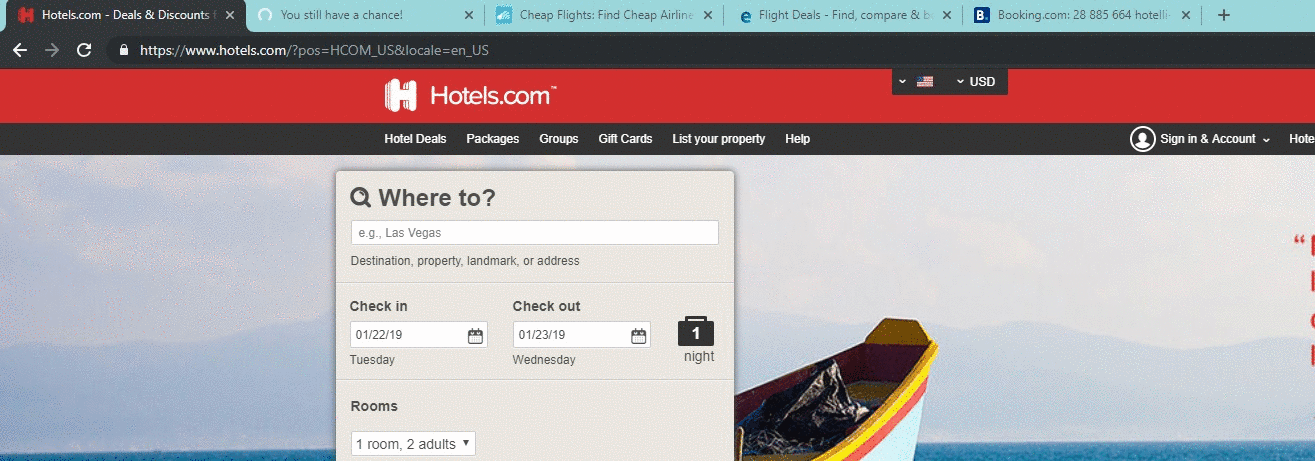 Hotels.com - Deals & Discounts f
You still have a chance!
Cheap Flights: Find Cheap Airline
Flight Deals - Find, compare & b
Booking.com: 28 885 664 hotelli
https://www.hotels.com/?pos=HCOM_US&locale=en_US
Hotels.com™
USD
Hotel Deals Packages Groups Gift Cards List your property Help
Sign in & Account
Hote
Where to?
e.g., Las Vegas
Destination, property, landmark, or address
Check in Check out
01/22/19 01/23/19 1
Tuesday Wednesday night
Rooms
1 room, 2 adults